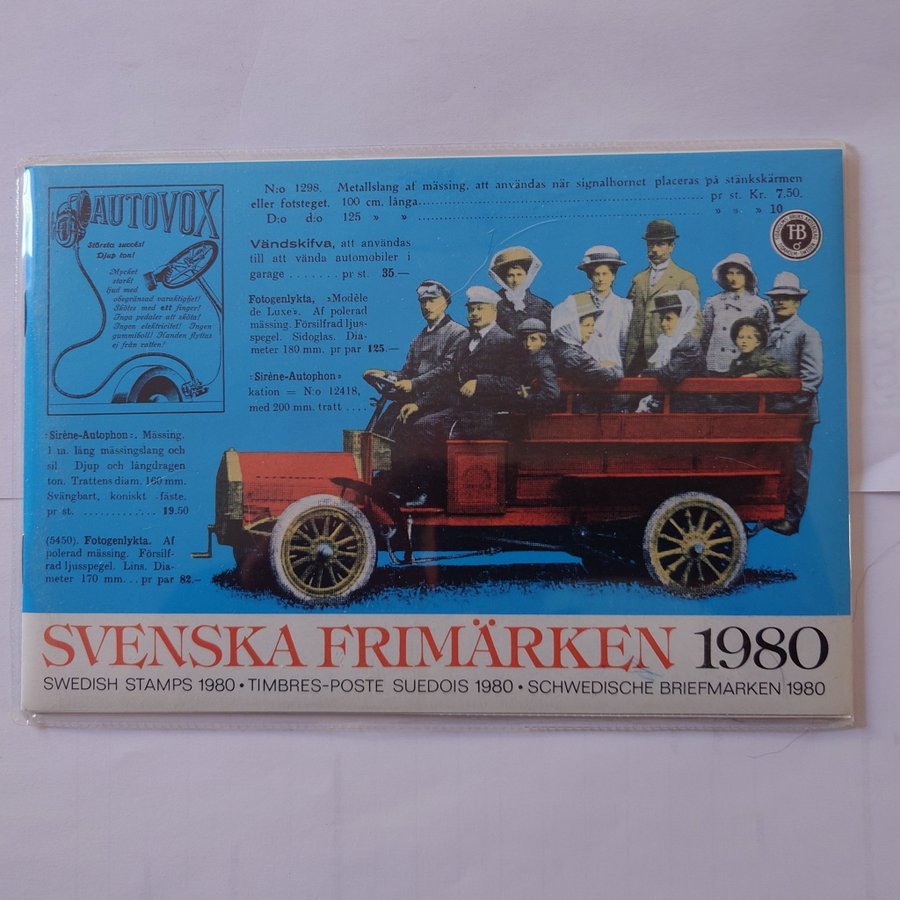 AUTOVOX
Största succés!
Djup ton!
Mycket
starkt
ljud med
obegränsad varaktighet!
Skötes med ett finger!
Inga pedaler att sköta!
Ingen elektricitet! Ingen
gummiboll! Handen flyttas
ej från ratten!
N:o 1298. Metallslang af mässing, att användas när signalhornet placeras på stänkskärmen
eller fotsteget. 100 cm. långa pr st. Kr. 7.50.
D:o d:o 125 » » » » » 10
Vändskifva, att användas
till att vända automobiler i
garage ....... pr st. 35.—
Fotogenlykta, »Modèle
de Luxe». Af polerad
mässing. Försilfrad ljus-
spegel. Sidoglas. Dia-
meter 180 mm. pr par 125.—
»Sirène-Autophon»
kation = N:o 12418,
med 200 mm. tratt ....
»Sirène-Autophon». Mässing.
lång mässingslang och
sil. Djup och långdragen
ton. Trattens diam. 160 mm.
Svängbart, koniskt fäste.
pr st. ............. 19.50
(5450). Fotogenlykta. Af
polerad mässing. Försilf-
rad ljusspegel. Lins. Dia-
meter 170 mm. .. pr par 82.—
HB
SVENSKA FRIMÄRKEN 1980
SWEDISH STAMPS 1980 • TIMBRES-POSTE SUEDOIS 1980 • SCHWEDISCHE BRIEFMARKEN 1980